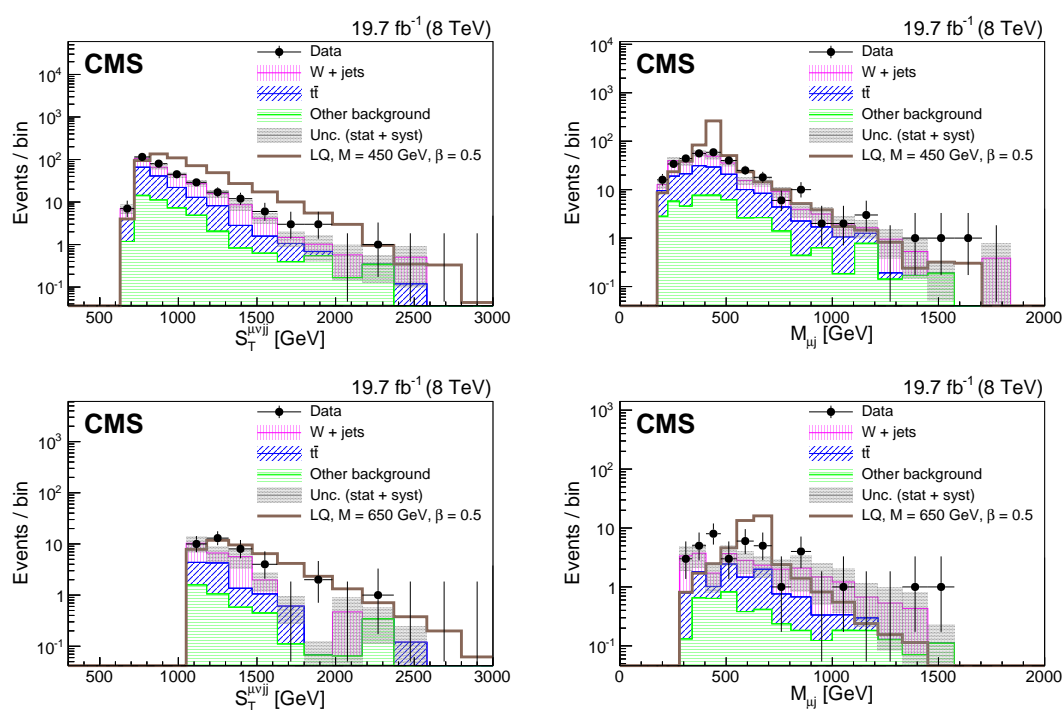 19.7 fb⁻¹ (8 TeV)
CMS
Data
W + jets
tt̄
Other background
Unc. (stat + syst)
LQ, M = 450 GeV, β = 0.5
Events / bin
10⁴
10³
10²
10
1
10⁻¹
500 1000 1500 2000 2500 3000
S_T^μνjj [GeV]
19.7 fb⁻¹ (8 TeV)
CMS
Data
W + jets
tt̄
Other background
Unc. (stat + syst)
LQ, M = 450 GeV, β = 0.5
Events / bin
10⁴
10³
10²
10
1
10⁻¹
0 500 1000 1500 2000
M_μj [GeV]
19.7 fb⁻¹ (8 TeV)
CMS
Data
W + jets
tt̄
Other background
Unc. (stat + syst)
LQ, M = 650 GeV, β = 0.5
Events / bin
10³
10²
10
1
10⁻¹
500 1000 1500 2000 2500 3000
S_T^μνjj [GeV]
19.7 fb⁻¹ (8 TeV)
CMS
Data
W + jets
tt̄
Other background
Unc. (stat + syst)
LQ, M = 650 GeV, β = 0.5
Events / bin
10³
10²
10
1
10⁻¹
0 500 1000 1500 2000
M_μj [GeV]